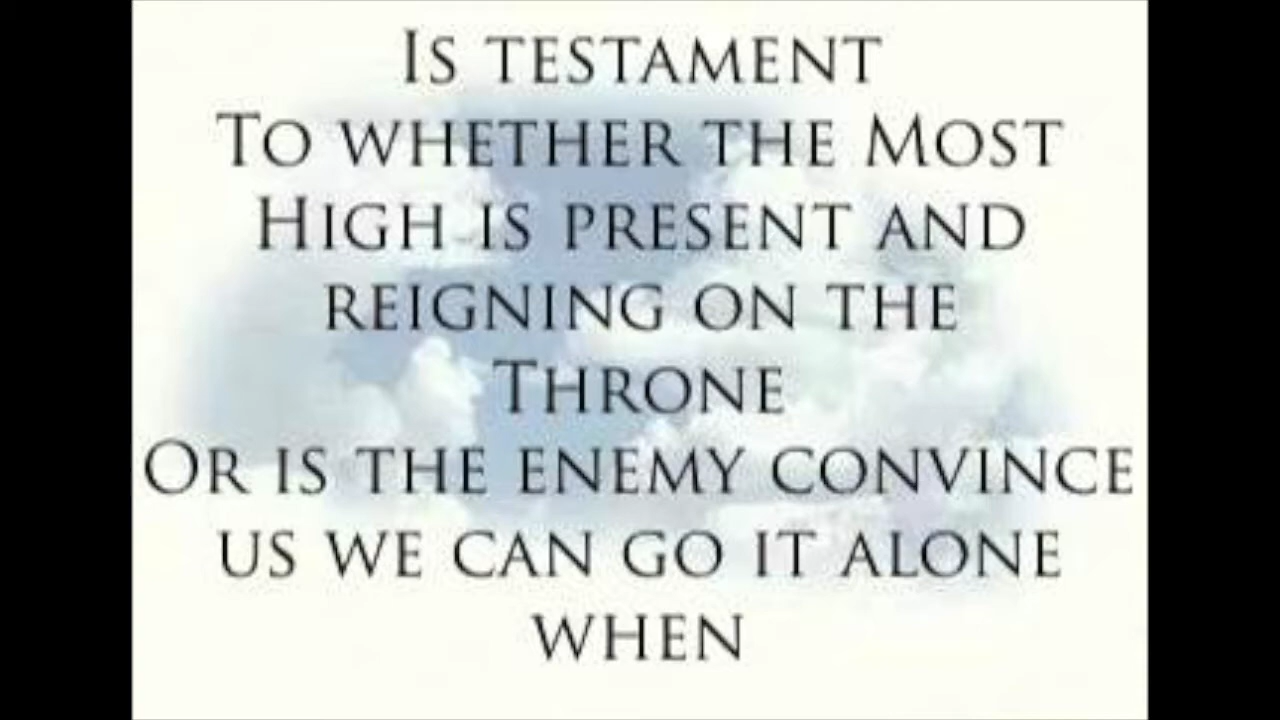 Is testament
To whether the Most
High is present and
reigning on the
Throne
Or is the enemy convince
us we can go it alone
when